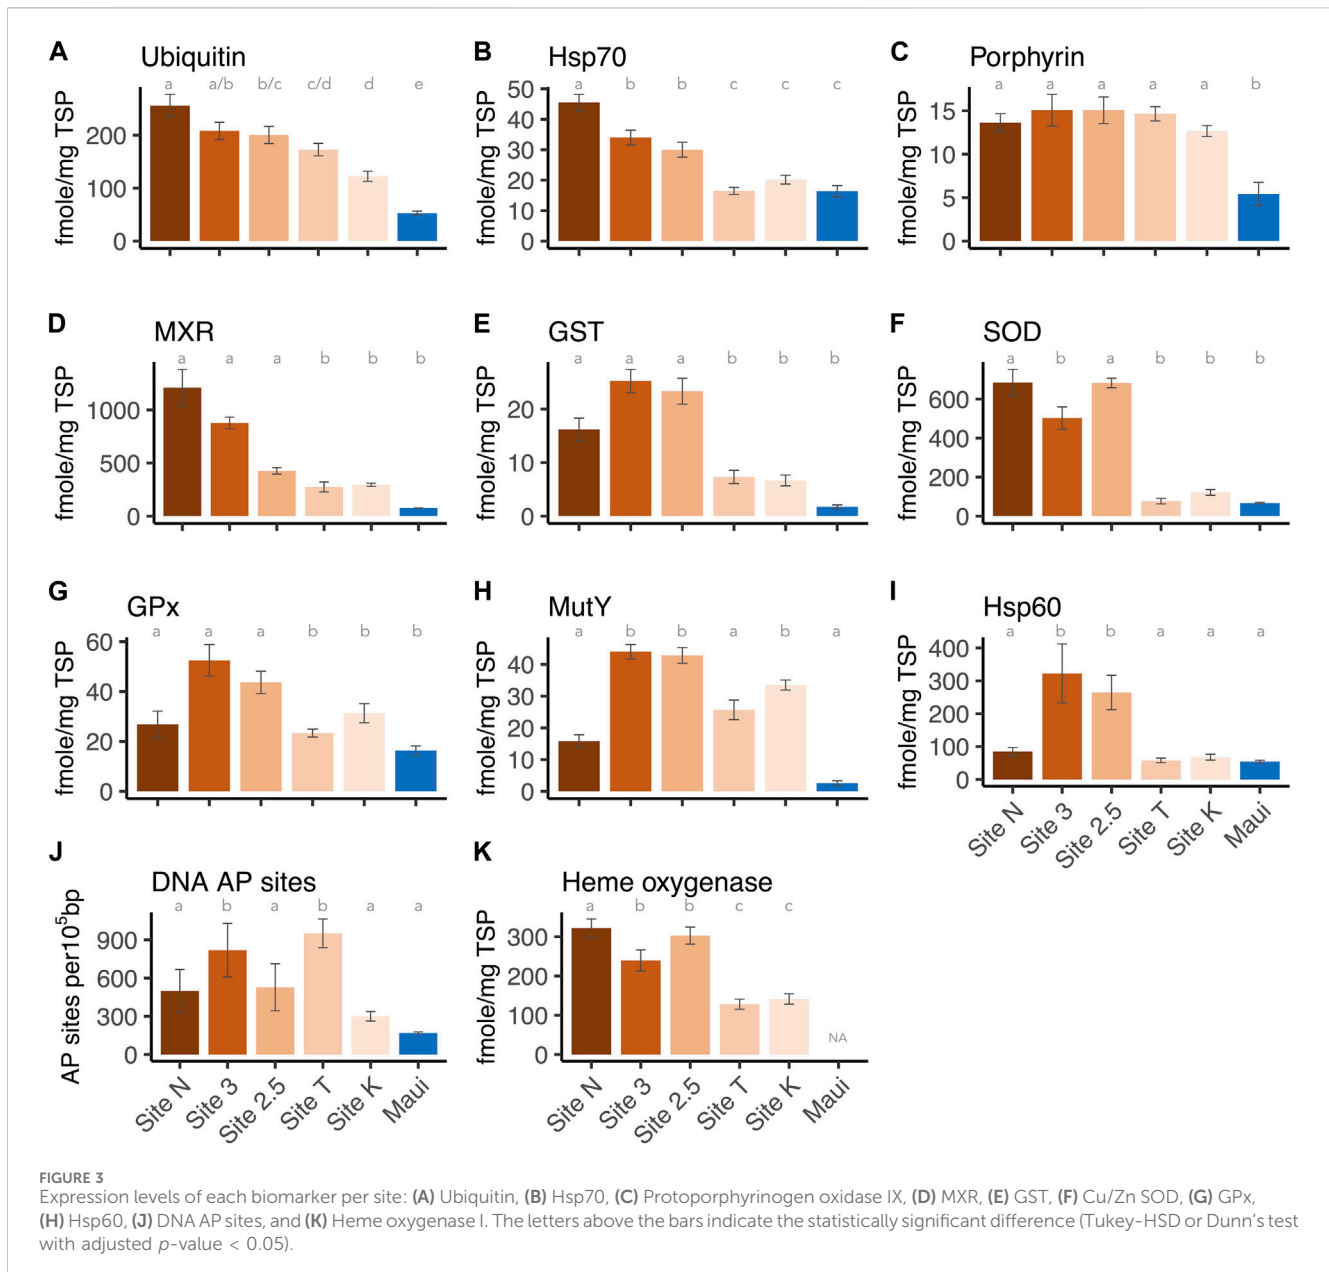 A
Ubiquitin
a a/b b/c c/d d e
fmole/mg TSP
200
100
0
B
Hsp70
a b b c c c
fmole/mg TSP
50
40
30
20
10
0
C
Porphyrin
a a a a a b
fmole/mg TSP
15
10
5
0
D
MXR
a a a b b b
fmole/mg TSP
1000
500
0
E
GST
a a a b b b
fmole/mg TSP
20
10
0
F
SOD
a b a b b b
fmole/mg TSP
600
400
200
0
G
GPx
a a a b b b
fmole/mg TSP
60
40
20
0
H
MutY
a b b a b a
fmole/mg TSP
40
30
20
10
0
I
Hsp60
a b b a a a
fmole/mg TSP
400
300
200
100
0
Site N Site 3 Site 2.5 Site T Site K Maui
J
DNA AP sites
a b a b a a
AP sites per10⁵bp
900
600
300
0
Site N Site 3 Site 2.5 Site T Site K Maui
K
Heme oxygenase
a b b c c
fmole/mg TSP
300
200
100
0
NA
Site N Site 3 Site 2.5 Site T Site K Maui
FIGURE 3
Expression levels of each biomarker per site: (A) Ubiquitin, (B) Hsp70, (C) Protoporphyrinogen oxidase IX, (D) MXR, (E) GST, (F) Cu/Zn SOD, (G) GPx,
(H) Hsp60, (J) DNA AP sites, and (K) Heme oxygenase I. The letters above the bars indicate the statistically significant difference (Tukey-HSD or Dunn's test
with adjusted p-value < 0.05).